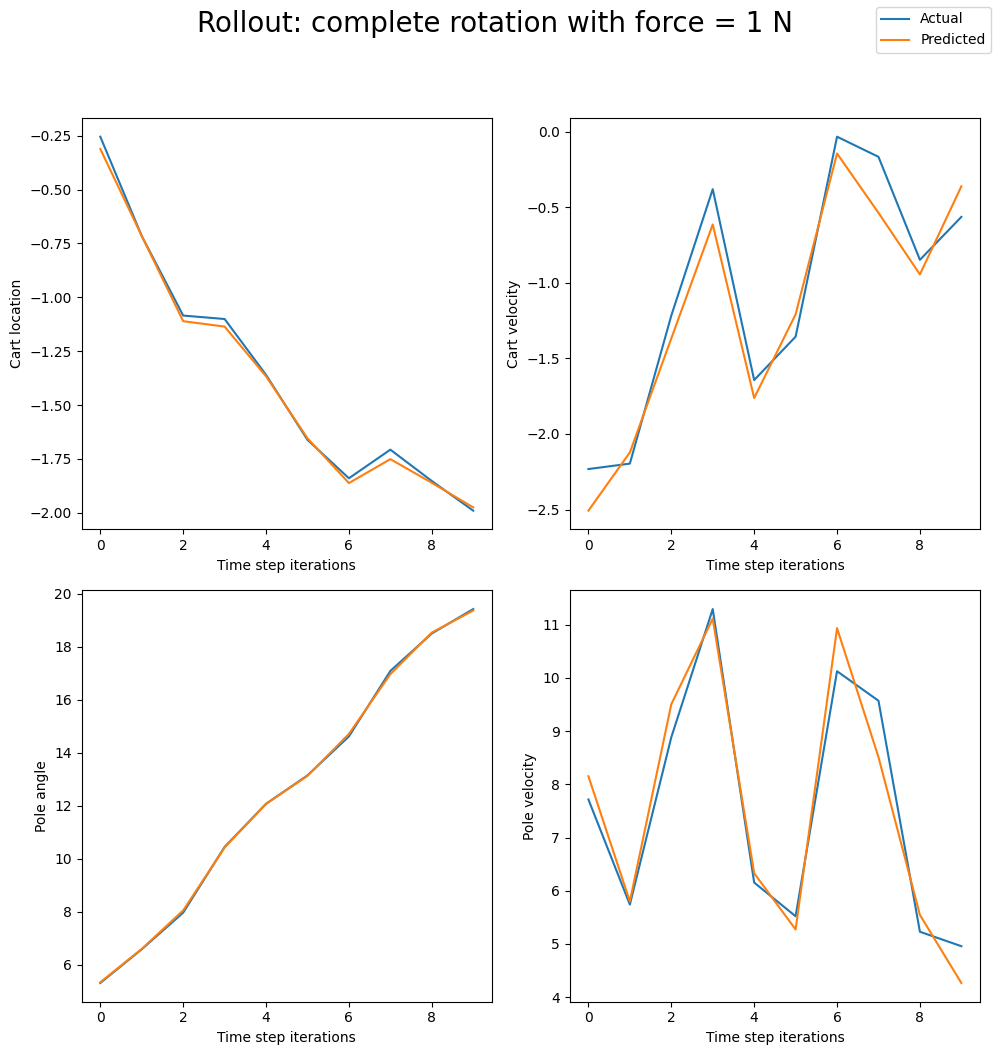 Rollout: complete rotation with force = 1 N
Actual
Predicted
−0.25
−0.50
−0.75
−1.00
−1.25
−1.50
−1.75
−2.00
Cart location
0 2 4 6 8
Time step iterations
0.0
−0.5
−1.0
−1.5
−2.0
−2.5
Cart velocity
0 2 4 6 8
Time step iterations
20
18
16
14
12
10
8
6
Pole angle
0 2 4 6 8
Time step iterations
11
10
9
8
7
6
5
4
Pole velocity
0 2 4 6 8
Time step iterations